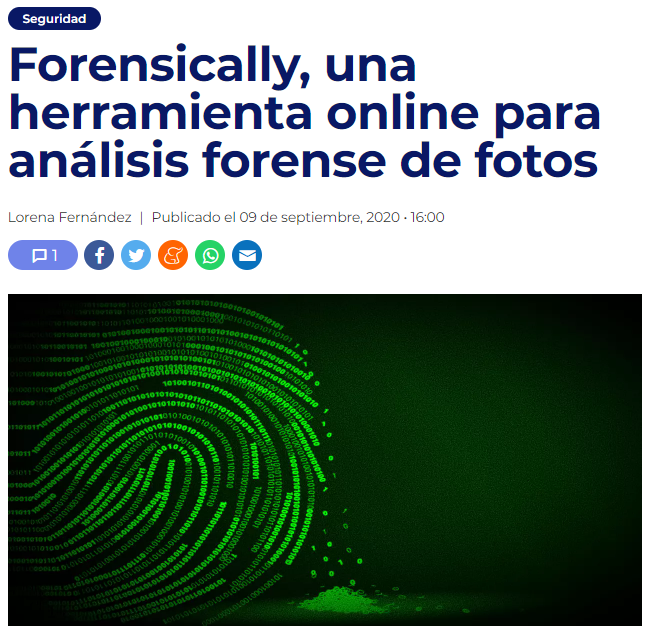 Seguridad
Forensically, una
herramienta online para
análisis forense de fotos
Lorena Fernández | Publicado el 09 de septiembre, 2020 · 16:00
1